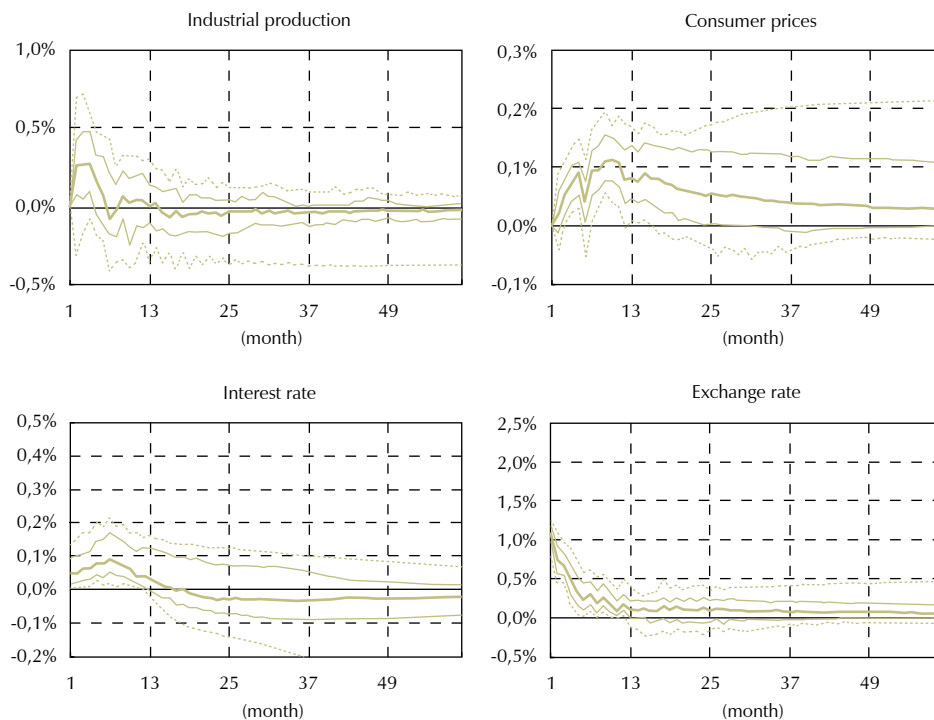 Industrial production
1,0%
0,5%
0,0%
-0,5%
1 13 25 37 49
(month)
Consumer prices
0,3%
0,2%
0,1%
0,0%
-0,1%
1 13 25 37 49
(month)
Interest rate
0,5%
0,4%
0,3%
0,2%
0,1%
0,0%
-0,1%
-0,2%
1 13 25 37 49
(month)
Exchange rate
2,5%
2,0%
1,5%
1,0%
0,5%
0,0%
-0,5%
1 13 25 37 49
(month)